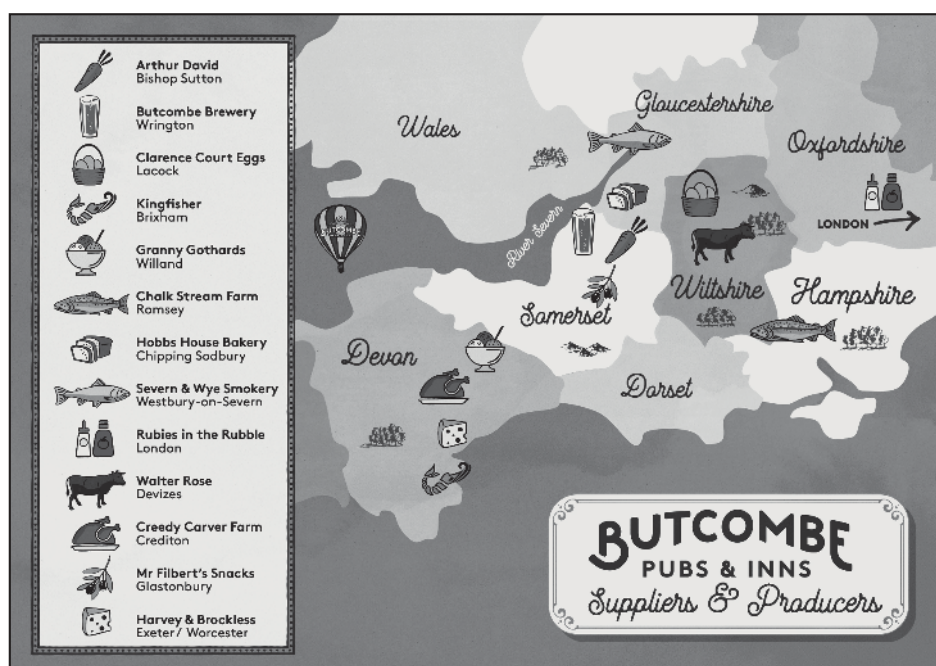 Arthur David
Bishop Sutton
Butcombe Brewery
Wrington
Clarence Court Eggs
Lacock
Kingfisher
Brixham
Granny Gothards
Willand
Chalk Stream Farm
Ramsey
Hobbs House Bakery
Chipping Sodbury
Severn & Wye Smokery
Westbury-on-Severn
Rubies in the Rubble
London
Walter Rose
Devizes
Creedy Carver Farm
Crediton
Mr Filbert's Snacks
Glastonbury
Harvey & Brockless
Exeter/ Worcester
Wales
Gloucestershire
Oxfordshire
BUTCOMBE
River Severn
LONDON
Wiltshire
Hampshire
Somerset
Devon
Dorset
BUTCOMBE
PUBS & INNS
Suppliers & Producers